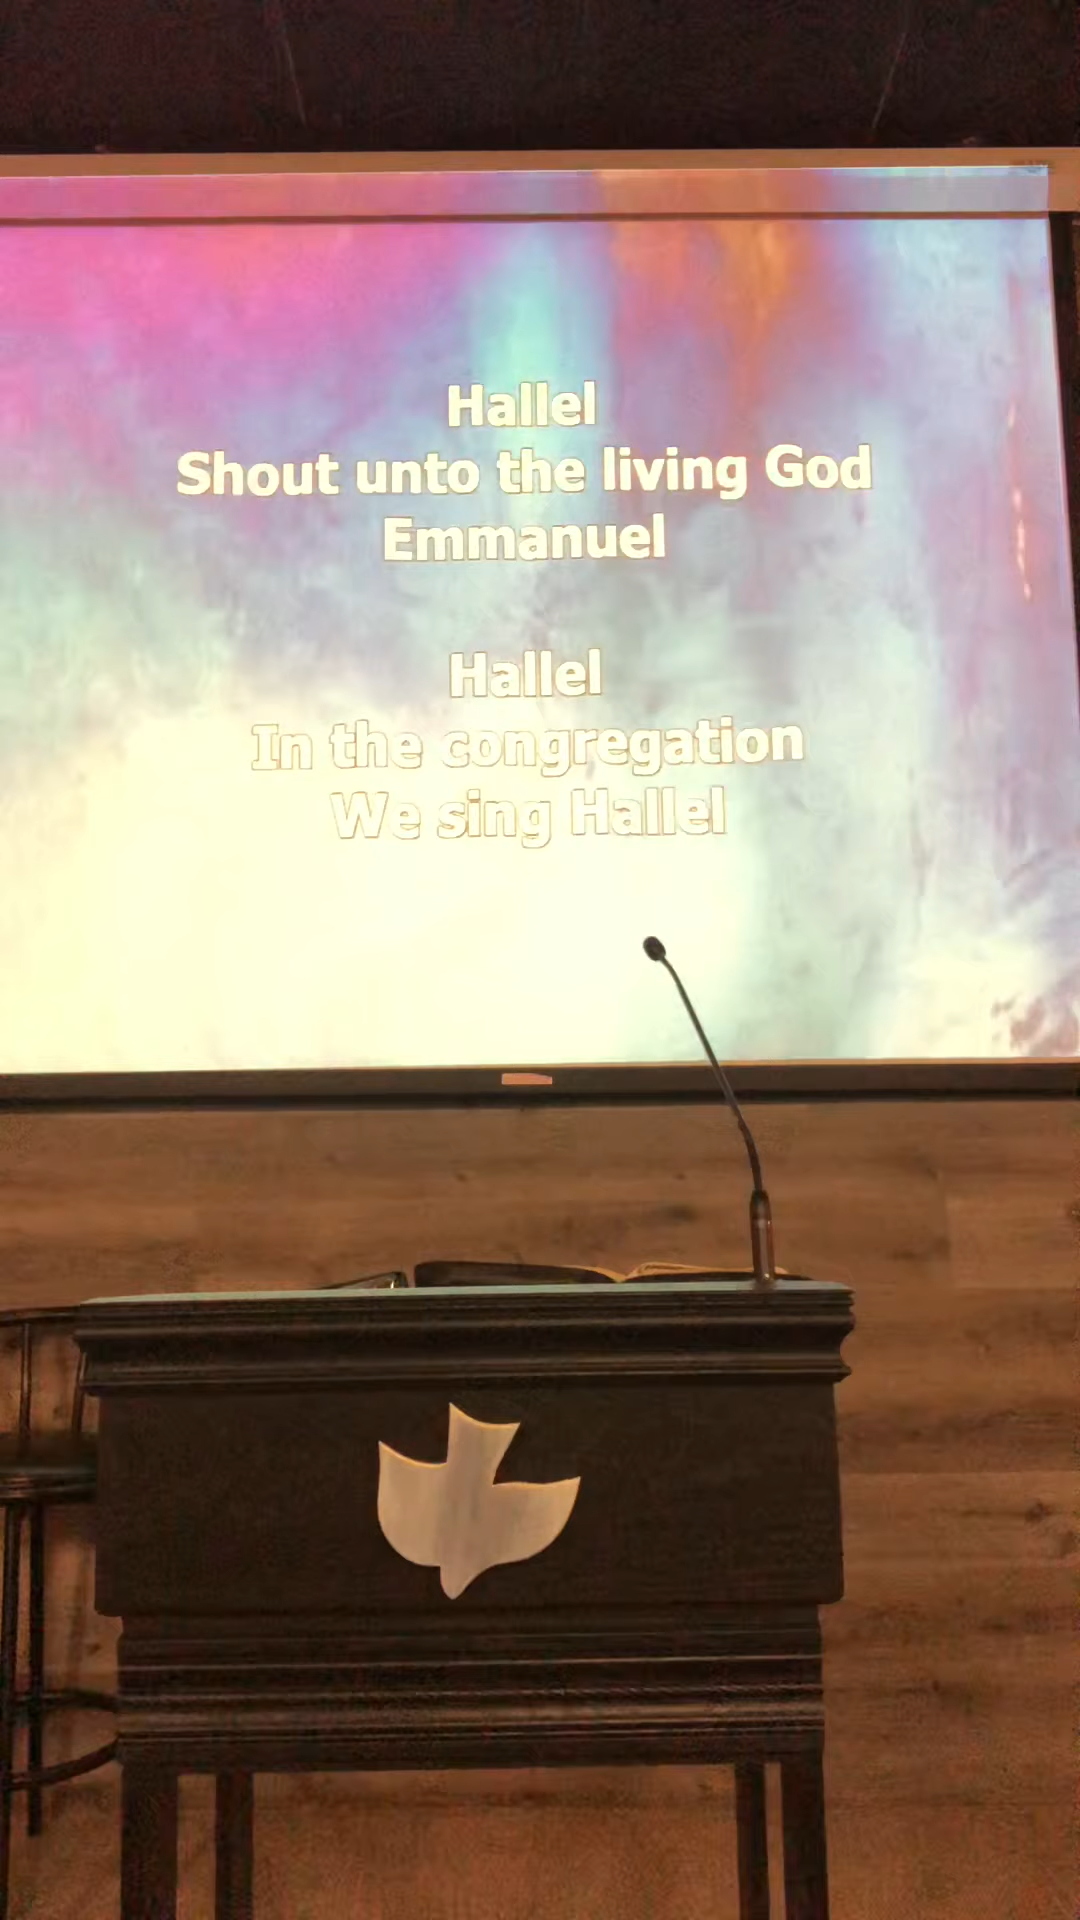 Hallel
Shout unto the living God
Emmanuel
Hallel
In the congregation
We sing Hallel